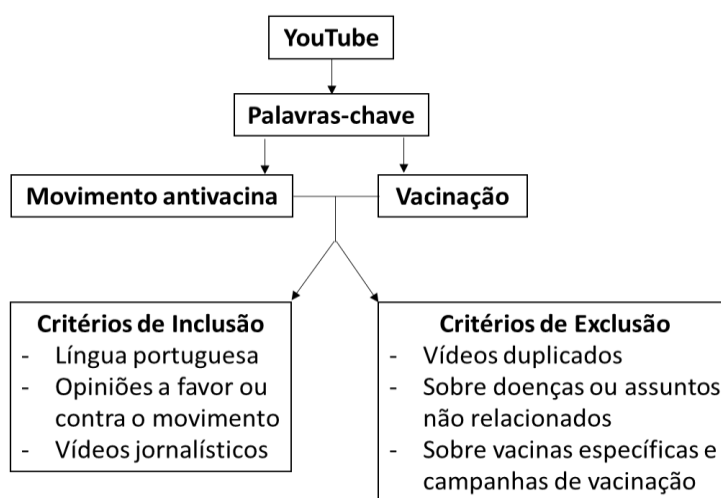 YouTube
Palavras-chave
Movimento antivacina
Vacinação
Critérios de Inclusão
- Língua portuguesa
- Opiniões a favor ou
contra o movimento
- Vídeos jornalísticos
Critérios de Exclusão
- Vídeos duplicados
- Sobre doenças ou assuntos
não relacionados
- Sobre vacinas específicas e
campanhas de vacinação